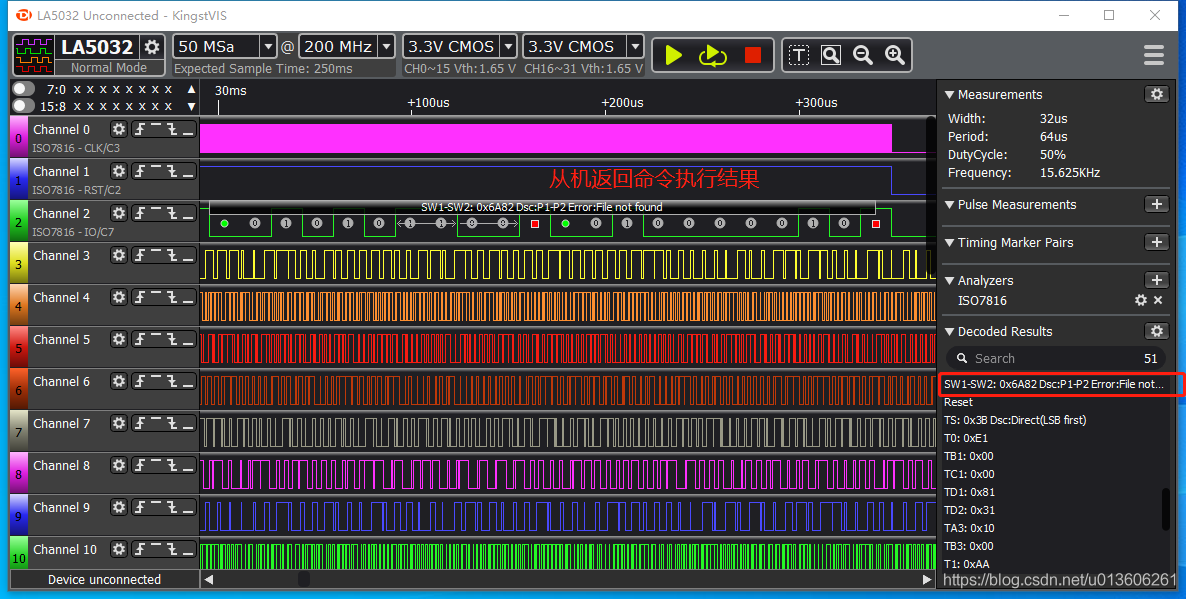 LA5032 Unconnected - KingstVIS
LA5032
Normal Mode
50 MSa @ 200 MHz
Expected Sample Time: 250ms
3.3V CMOS
CH0~15 Vth:1.65 V
3.3V CMOS
CH16~31 Vth:1.65 V
7:0 X X X X X X X X
15:8 X X X X X X X X
30ms
+100us
+200us
+300us
0
Channel 0
ISO7816 - CLK/C3
1
Channel 1
ISO7816 - RST/C2
从机返回命令执行结果
2
Channel 2
ISO7816 - IO/C7
SW1-SW2: 0x6A82 Dsc:P1-P2 Error:File not found
0 1 0 1 0 1 1 0 0 0 1 0 0 0 0 0 1 0
3
Channel 3
4
Channel 4
5
Channel 5
6
Channel 6
7
Channel 7
8
Channel 8
9
Channel 9
10
Channel 10
Device unconnected
Measurements
Width: 32us
Period: 64us
DutyCycle: 50%
Frequency: 15.625KHz
Pulse Measurements
Timing Marker Pairs
Analyzers
ISO7816
Decoded Results
Search 51
SW1-SW2: 0x6A82 Dsc:P1-P2 Error:File not...
Reset
TS: 0x3B Dsc:Direct(LSB first)
T0: 0xE1
TB1: 0x00
TC1: 0x00
TD1: 0x81
TD2: 0x31
TA3: 0x10
TB3: 0x00
T1: 0xAA
https://blog.csdn.net/u013606261